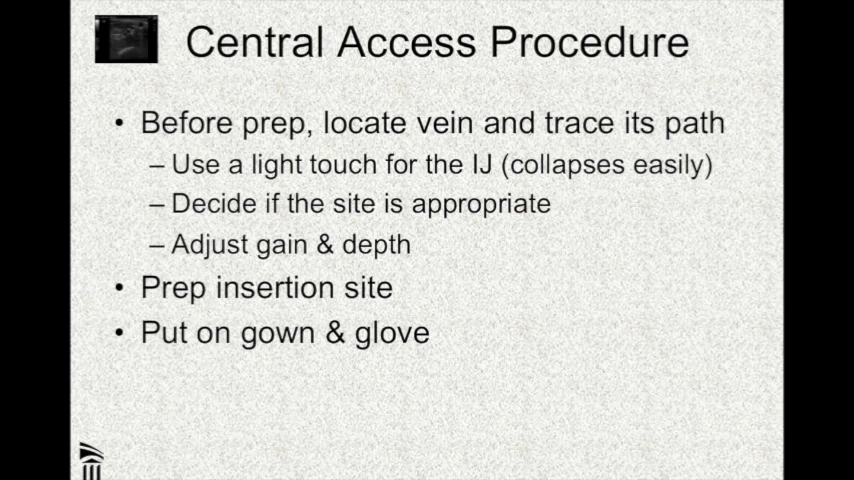 Central Access Procedure
• Before prep, locate vein and trace its path
– Use a light touch for the IJ (collapses easily)
– Decide if the site is appropriate
– Adjust gain & depth
• Prep insertion site
• Put on gown & glove